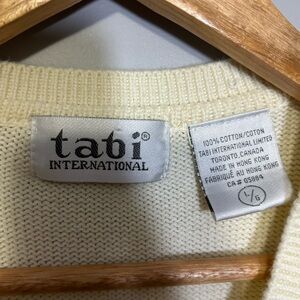 tabi®
INTERNATIONAL
100% COTTON/COTON
TABI INTERNATIONAL LIMITED
TORONTO, CANADA
MADE IN HONG KONG
FABRIQUÉ AU HONG KONG
CA# 05884
L/G